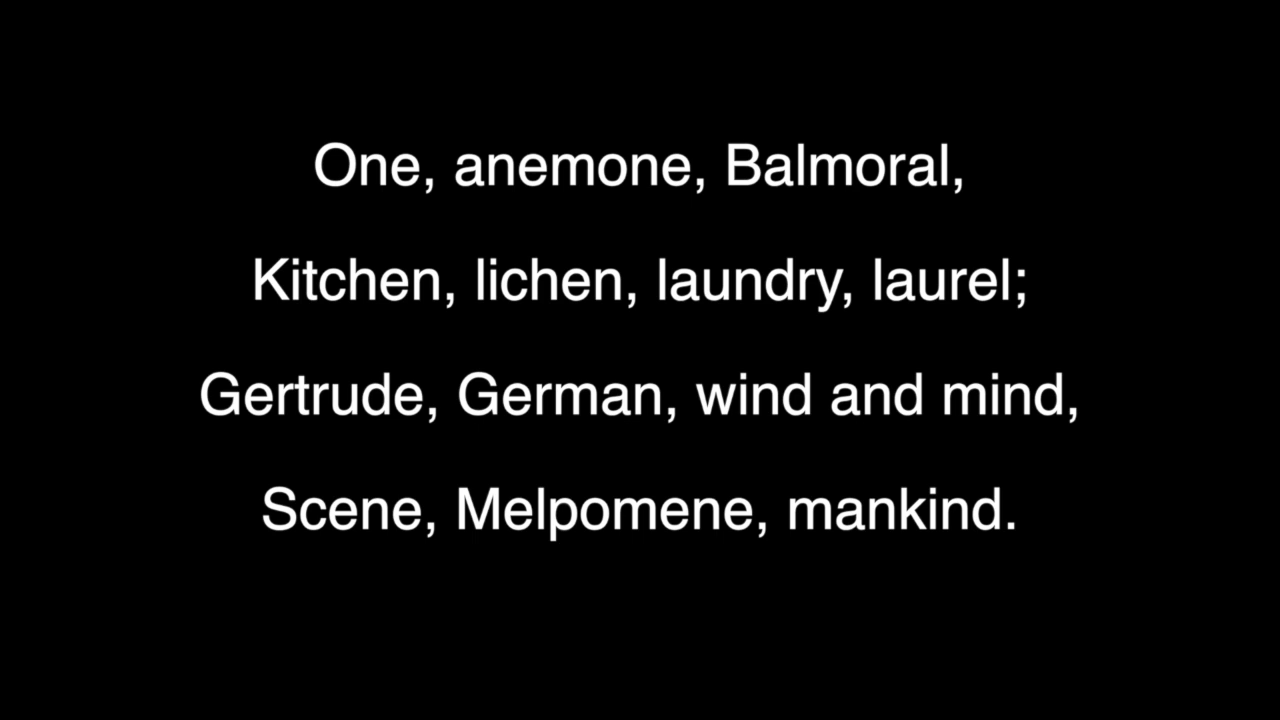 One, anemone, Balmoral,
Kitchen, lichen, laundry, laurel;
Gertrude, German, wind and mind,
Scene, Melpomene, mankind.